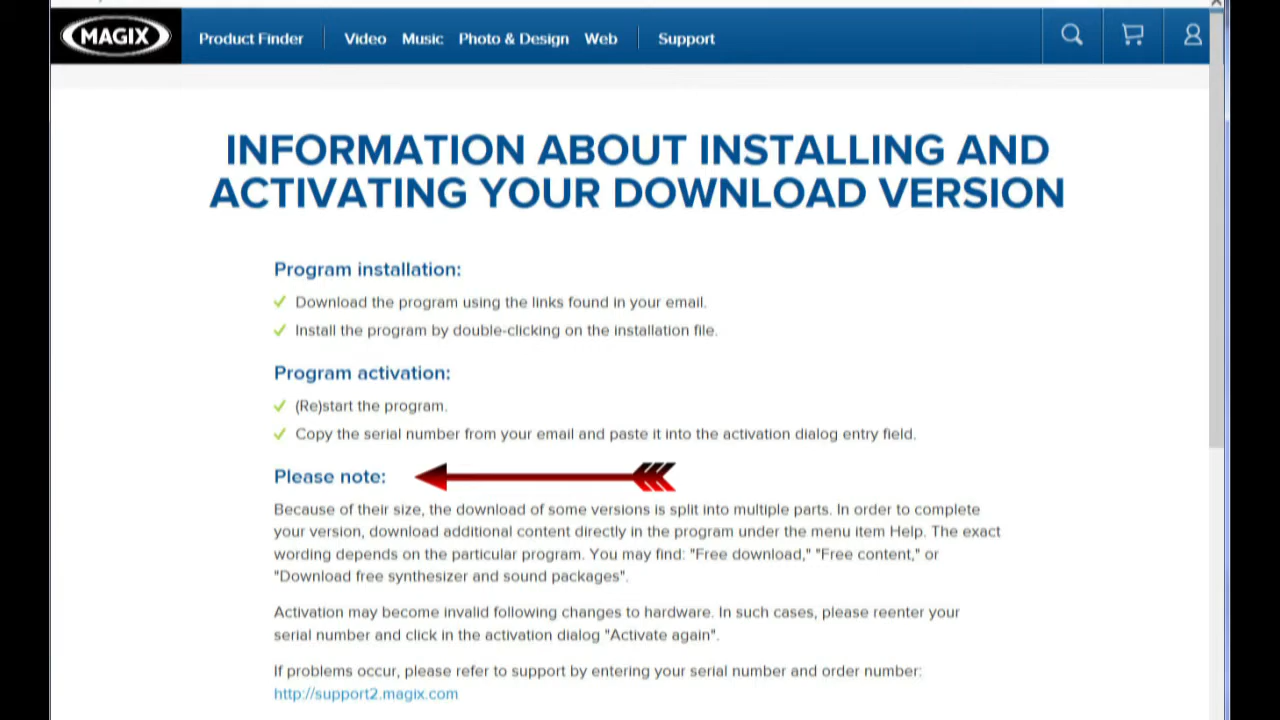 MAGIX
Product Finder Video Music Photo & Design Web Support
INFORMATION ABOUT INSTALLING AND
ACTIVATING YOUR DOWNLOAD VERSION
Program installation:
Download the program using the links found in your email.
Install the program by double-clicking on the installation file.
Program activation:
(Re)start the program.
Copy the serial number from your email and paste it into the activation dialog entry field.
Please note:
Because of their size, the download of some versions is split into multiple parts. In order to complete
your version, download additional content directly in the program under the menu item Help. The exact
wording depends on the particular program. You may find: "Free download," "Free content," or
"Download free synthesizer and sound packages".
Activation may become invalid following changes to hardware. In such cases, please reenter your
serial number and click in the activation dialog "Activate again".
If problems occur, please refer to support by entering your serial number and order number:
http://support2.magix.com